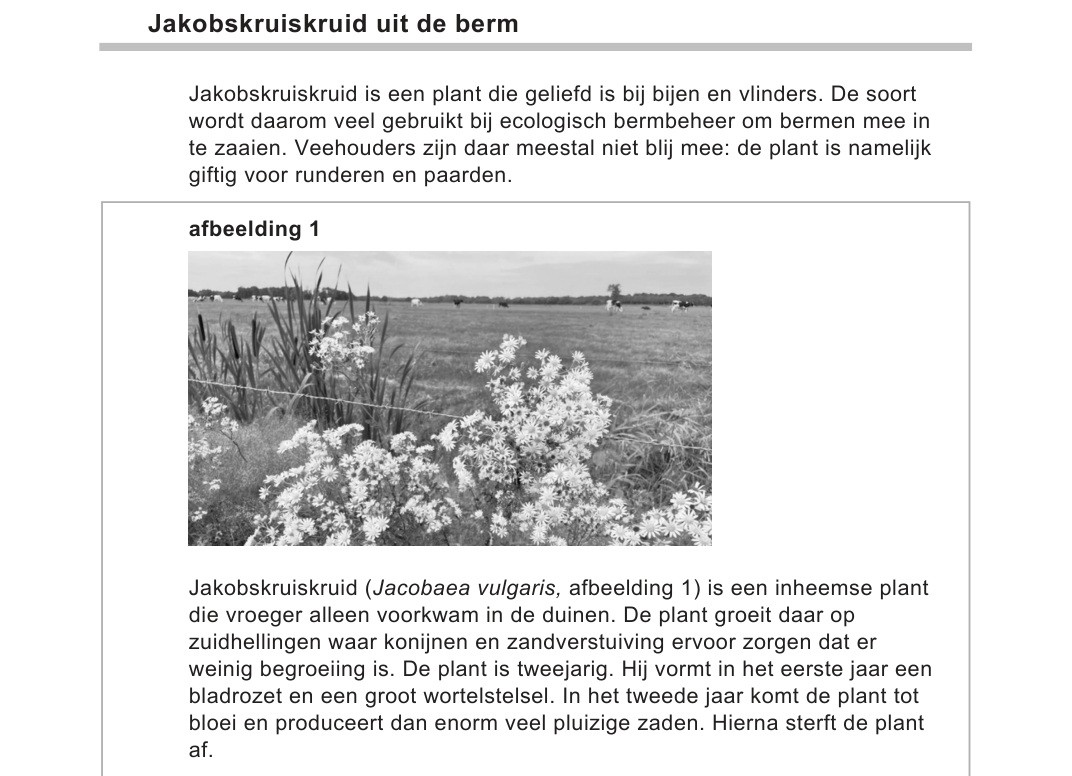 Jakobskruiskruid uit de berm
Jakobskruiskruid is een plant die geliefd is bij bijen en vlinders. De soort
wordt daarom veel gebruikt bij ecologisch bermbeheer om bermen mee in
te zaaien. Veehouders zijn daar meestal niet blij mee: de plant is namelijk
giftig voor runderen en paarden.
afbeelding 1
Jakobskruiskruid (Jacobaea vulgaris, afbeelding 1) is een inheemse plant
die vroeger alleen voorkwam in de duinen. De plant groeit daar op
zuidhellingen waar konijnen en zandverstuiving ervoor zorgen dat er
weinig begroeiing is. De plant is tweejarig. Hij vormt in het eerste jaar een
bladrozet en een groot wortelstelsel. In het tweede jaar komt de plant tot
bloei en produceert dan enorm veel pluizige zaden. Hierna sterft de plant
af.